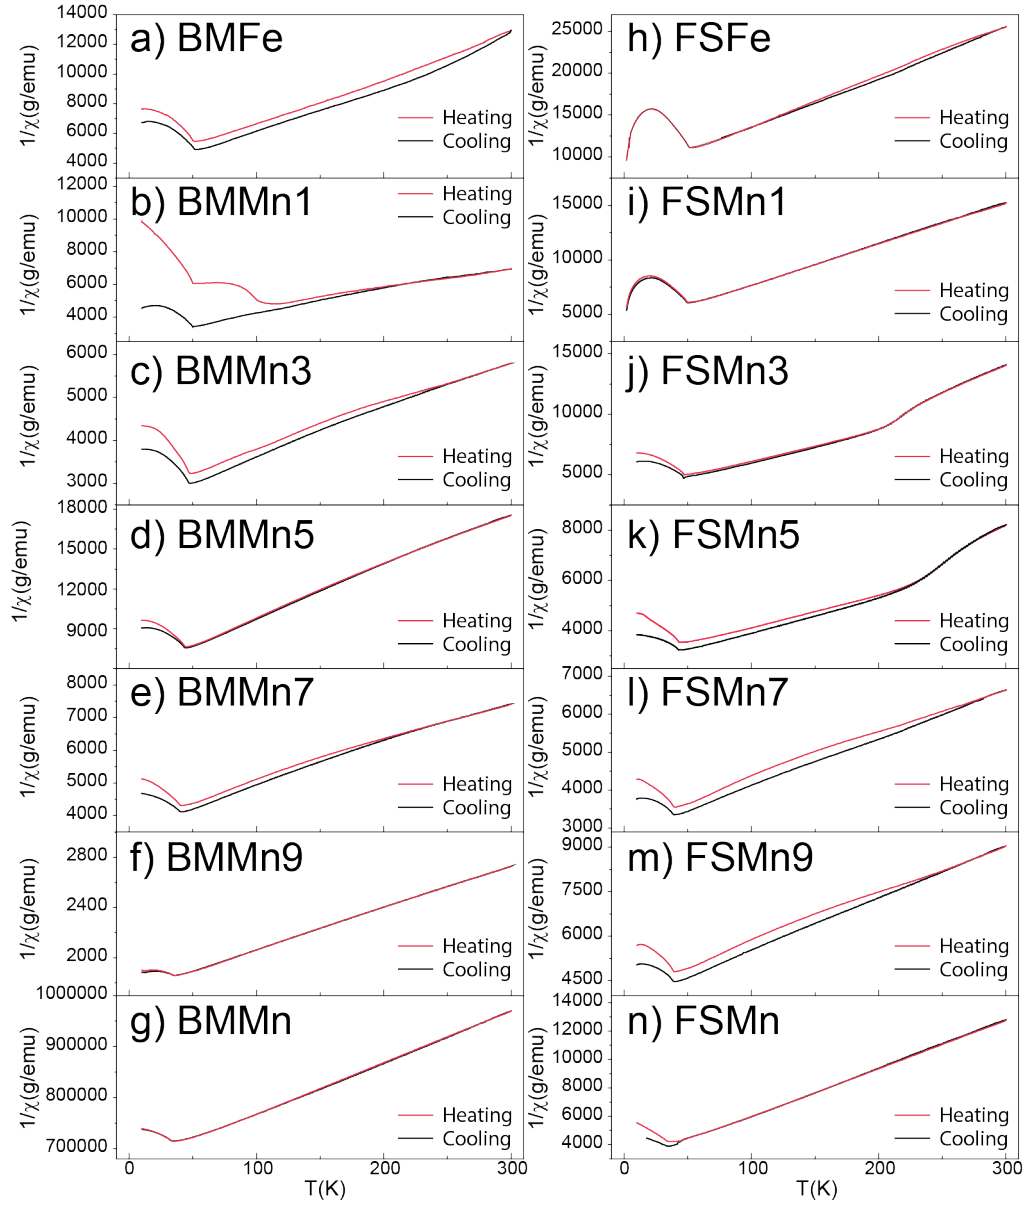 a) BMFe
1/χ(g/emu)
14000
12000
10000
8000
6000
4000
Heating
Cooling
b) BMMn1
1/χ(g/emu)
12000
10000
8000
6000
4000
Heating
Cooling
c) BMMn3
1/χ(g/emu)
6000
5000
4000
3000
Heating
Cooling
d) BMMn5
1/χ(g/emu)
18000
15000
12000
9000
Heating
Cooling
e) BMMn7
1/χ(g/emu)
8000
7000
6000
5000
4000
Heating
Cooling
f) BMMn9
1/χ(g/emu)
2800
2400
2000
Heating
Cooling
g) BMMn
1/χ(g/emu)
1000000
900000
800000
700000
Heating
Cooling
0 100 200 300
T(K)
h) FSFe
1/χ(g/emu)
25000
20000
15000
10000
Heating
Cooling
i) FSMn1
1/χ(g/emu)
15000
10000
5000
Heating
Cooling
j) FSMn3
1/χ(g/emu)
15000
10000
5000
Heating
Cooling
k) FSMn5
1/χ(g/emu)
8000
6000
4000
Heating
Cooling
l) FSMn7
1/χ(g/emu)
7000
6000
5000
4000
3000
Heating
Cooling
m) FSMn9
1/χ(g/emu)
9000
7500
6000
4500
Heating
Cooling
n) FSMn
1/χ(g/emu)
14000
12000
10000
8000
6000
4000
Heating
Cooling
0 100 200 300
T(K)